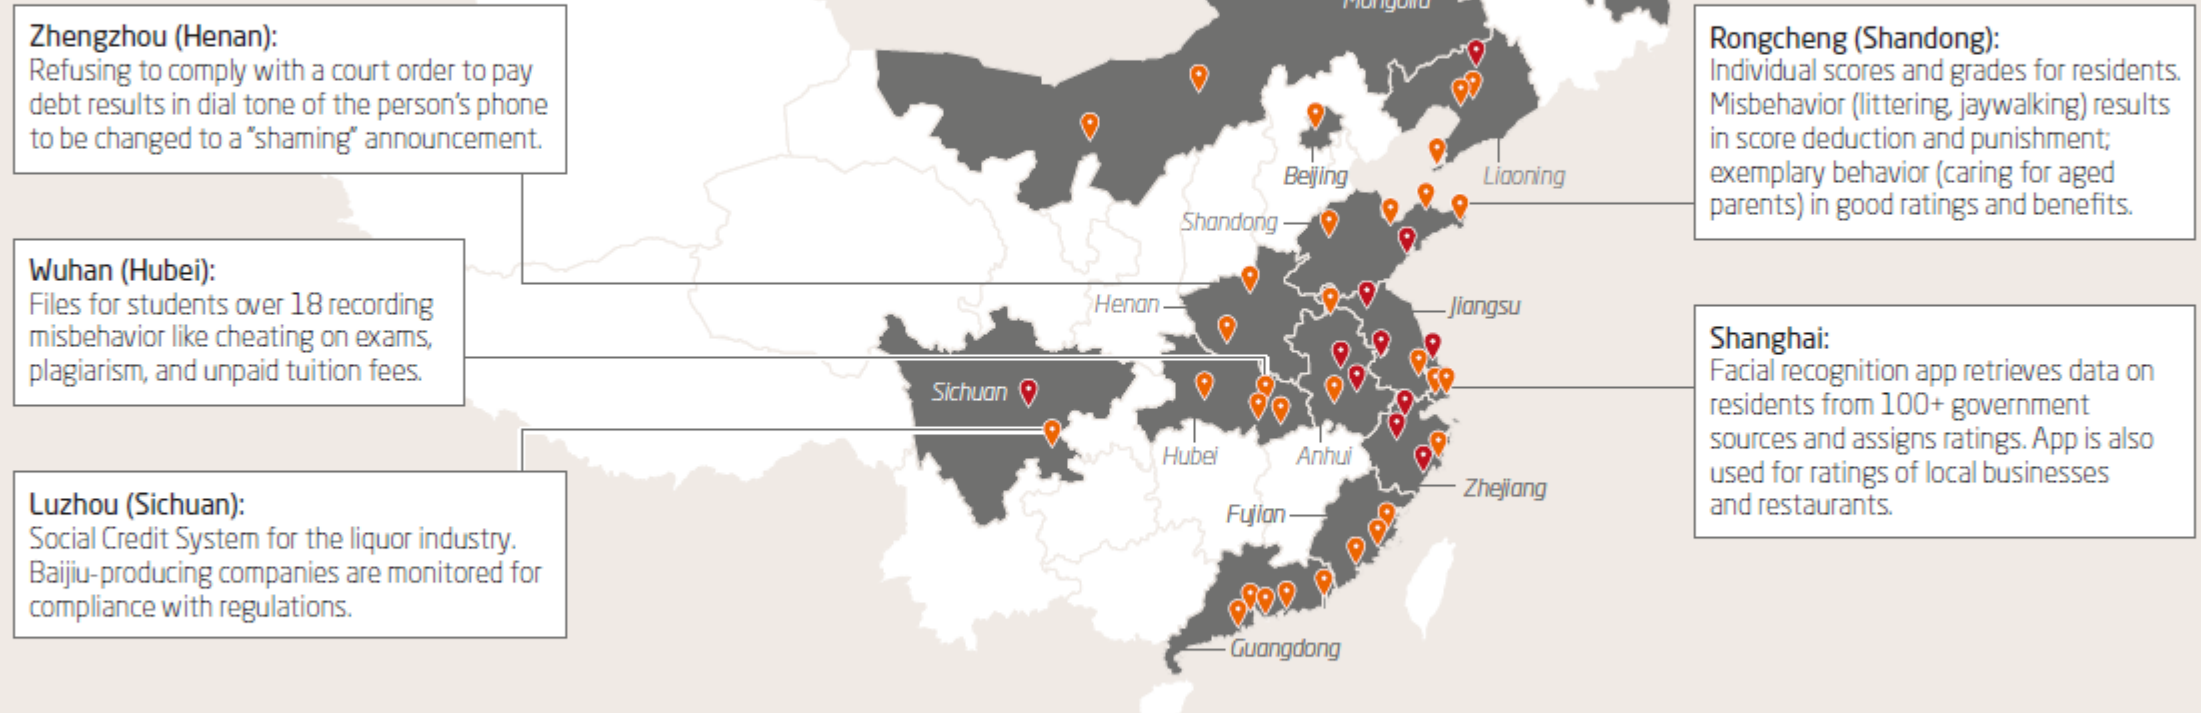 Zhengzhou (Henan):
Refusing to comply with a court order to pay
debt results in dial tone of the person's phone
to be changed to a "shaming" announcement.
Wuhan (Hubei):
Files for students over 18 recording
misbehavior like cheating on exams,
plagiarism, and unpaid tuition fees.
Luzhou (Sichuan):
Social Credit System for the liquor industry.
Baijiu-producing companies are monitored for
compliance with regulations.
Mongolia
Beijing
Liaoning
Shandong
Henan
Jiangsu
Sichuan
Hubei
Anhui
Zhejiang
Fujian
Guangdong
Rongcheng (Shandong):
Individual scores and grades for residents.
Misbehavior (littering, jaywalking) results
in score deduction and punishment;
exemplary behavior (caring for aged
parents) in good ratings and benefits.
Shanghai:
Facial recognition app retrieves data on
residents from 100+ government
sources and assigns ratings. App is also
used for ratings of local businesses
and restaurants.